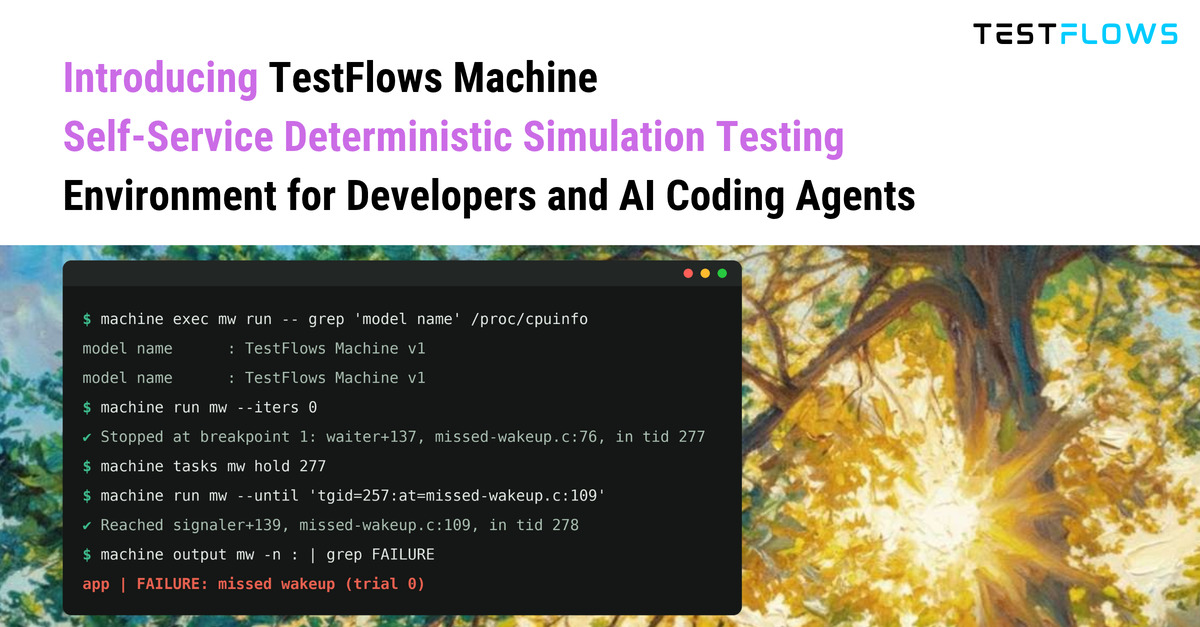 TESTFLOWS
Introducing TestFlows Machine
Self-Service Deterministic Simulation Testing
Environment for Developers and AI Coding Agents
$ machine exec mw run -- grep 'model name' /proc/cpuinfo
model name      : TestFlows Machine v1
model name      : TestFlows Machine v1
$ machine run mw --iters 0
✔ Stopped at breakpoint 1: waiter+137, missed-wakeup.c:76, in tid 277
$ machine tasks mw hold 277
$ machine run mw --until 'tgid=257:at=missed-wakeup.c:109'
✔ Reached signaler+139, missed-wakeup.c:109, in tid 278
$ machine output mw -n : | grep FAILURE
app | FAILURE: missed wakeup (trial 0)